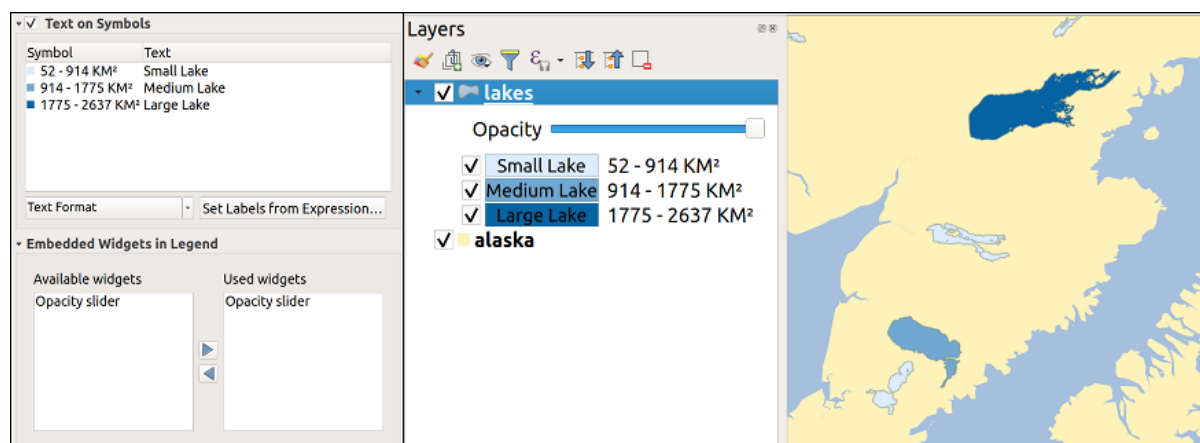 Text on Symbols
Symbol Text
52 - 914 KM² Small Lake
914 - 1775 KM² Medium Lake
1775 - 2637 KM² Large Lake
Text Format
Set Labels from Expression...
Embedded Widgets in Legend
Available widgets
Opacity slider
Used widgets
Opacity slider
Layers
lakes
Opacity
Small Lake 52 - 914 KM²
Medium Lake 914 - 1775 KM²
Large Lake 1775 - 2637 KM²
alaska